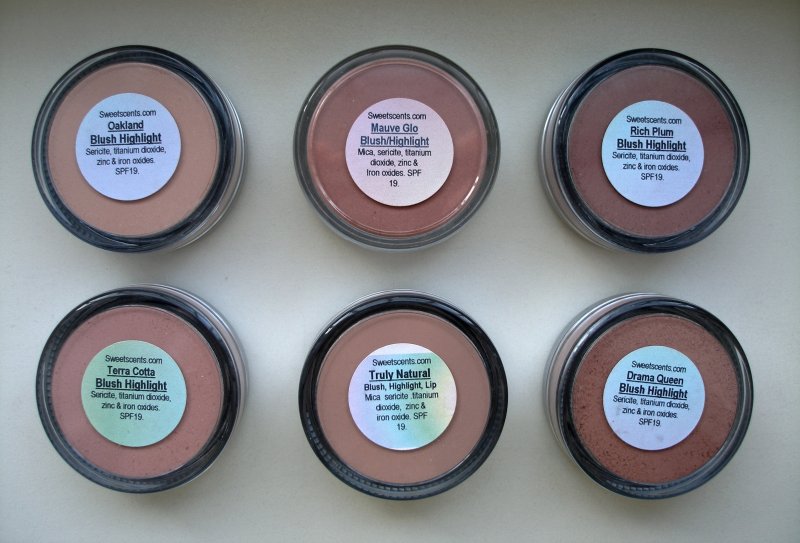 Sweetscents.com
Oakland
Blush Highlight
Sericite, titanium dioxide,
zinc & iron oxides.
SPF19.
Sweetscents.com
Mauve Glo
Blush/Highlight
Mica, sericite, titanium
dioxide, zinc &
Iron oxides. SPF
19.
Sweetscents.com
Rich Plum
Blush Highlight
Sericite, titanium dioxide,
zinc & iron oxides.
SPF19.
Sweetscents.com
Terra Cotta
Blush Highlight
Sericite, titanium dioxide,
zinc & iron oxides.
SPF19.
Sweetscents.com
Truly Natural
Blush, Highlight, Lip
Mica sericite .titanium
dioxide, zinc &
iron oxide. SPF
19.
Sweetscents.com
Drama Queen
Blush Highlight
Sericite, titanium dioxide,
zinc & iron oxides.
SPF19.